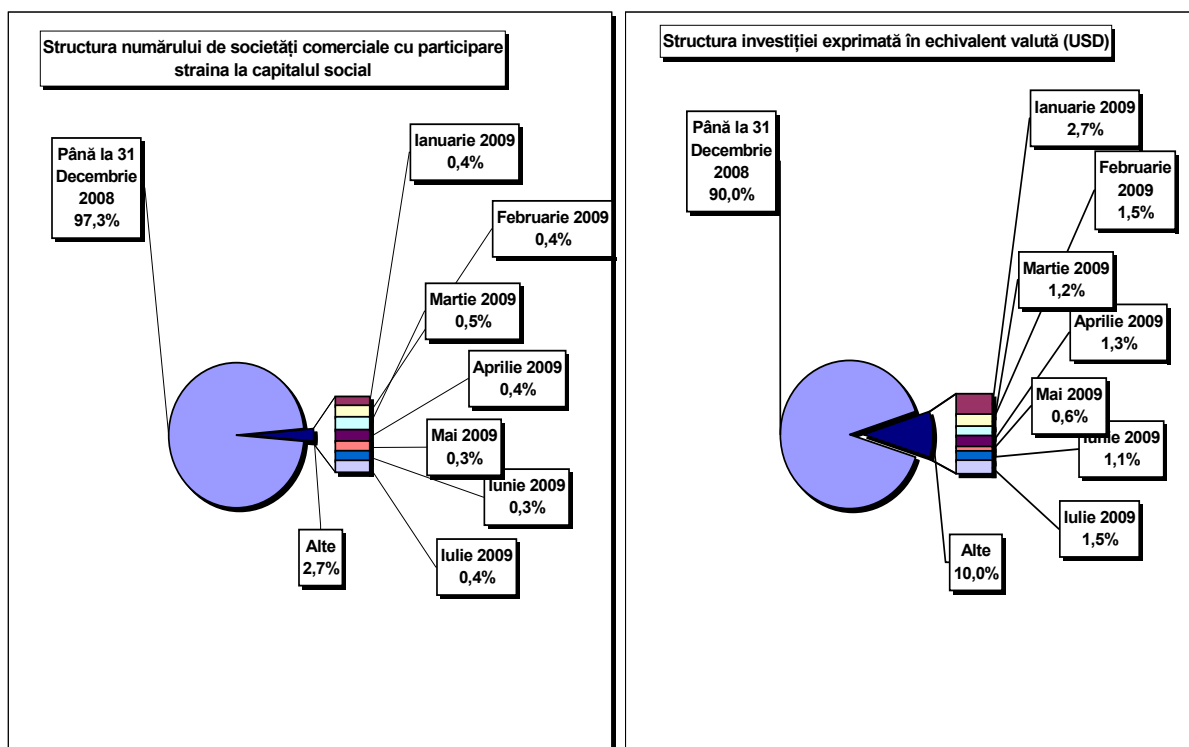 Structura numărului de societăți comerciale cu participare
straina la capitalul social
Până la 31
Decembrie
2008
97,3%
Ianuarie 2009
0,4%
Februarie 2009
0,4%
Martie 2009
0,5%
Aprilie 2009
0,4%
Mai 2009
0,3%
Iunie 2009
0,3%
Iulie 2009
0,4%
Alte
2,7%
Structura investiției exprimată în echivalent valută (USD)
Până la 31
Decembrie
2008
90,0%
Ianuarie 2009
2,7%
Februarie
2009
1,5%
Martie 2009
1,2%
Aprilie 2009
1,3%
Mai 2009
0,6%
Iunie 2009
1,1%
Iulie 2009
1,5%
Alte
10,0%